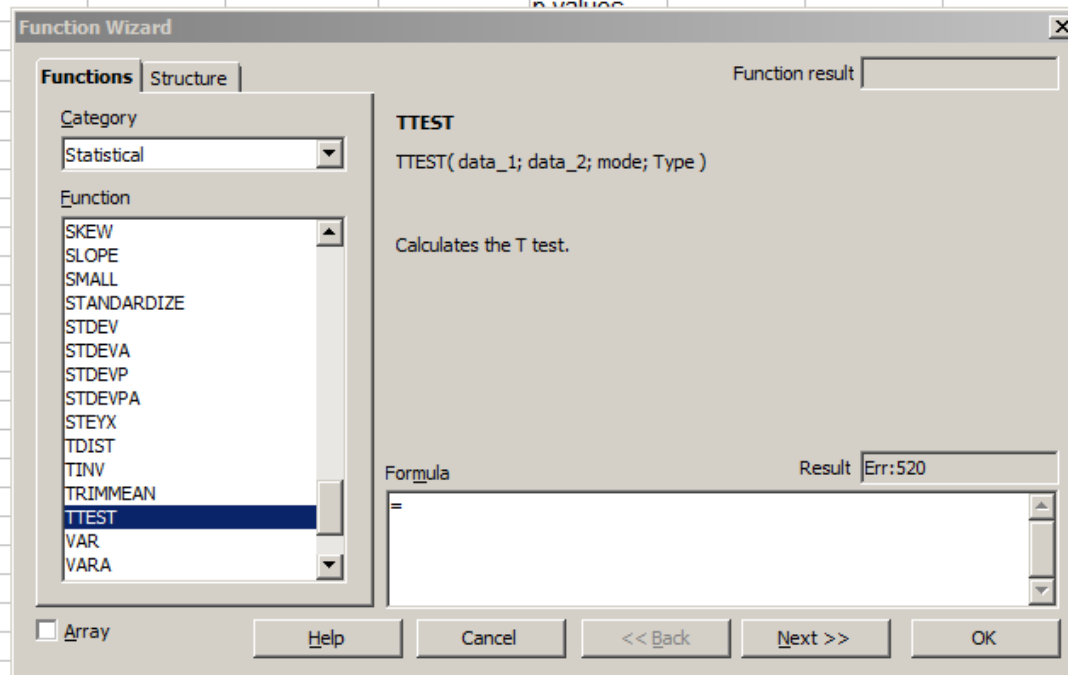 p values
Function Wizard
Functions
Structure
Function result
Category
Statistical
Function
SKEW
SLOPE
SMALL
STANDARDIZE
STDEV
STDEVA
STDEVP
STDEVPA
STEYX
TDIST
TINV
TRIMMEAN
TTEST
VAR
VARA
TTEST
TTEST( data_1; data_2; mode; Type )
Calculates the T test.
Formula
Result
Err:520
=
Array
Help
Cancel
<< Back
Next >>
OK